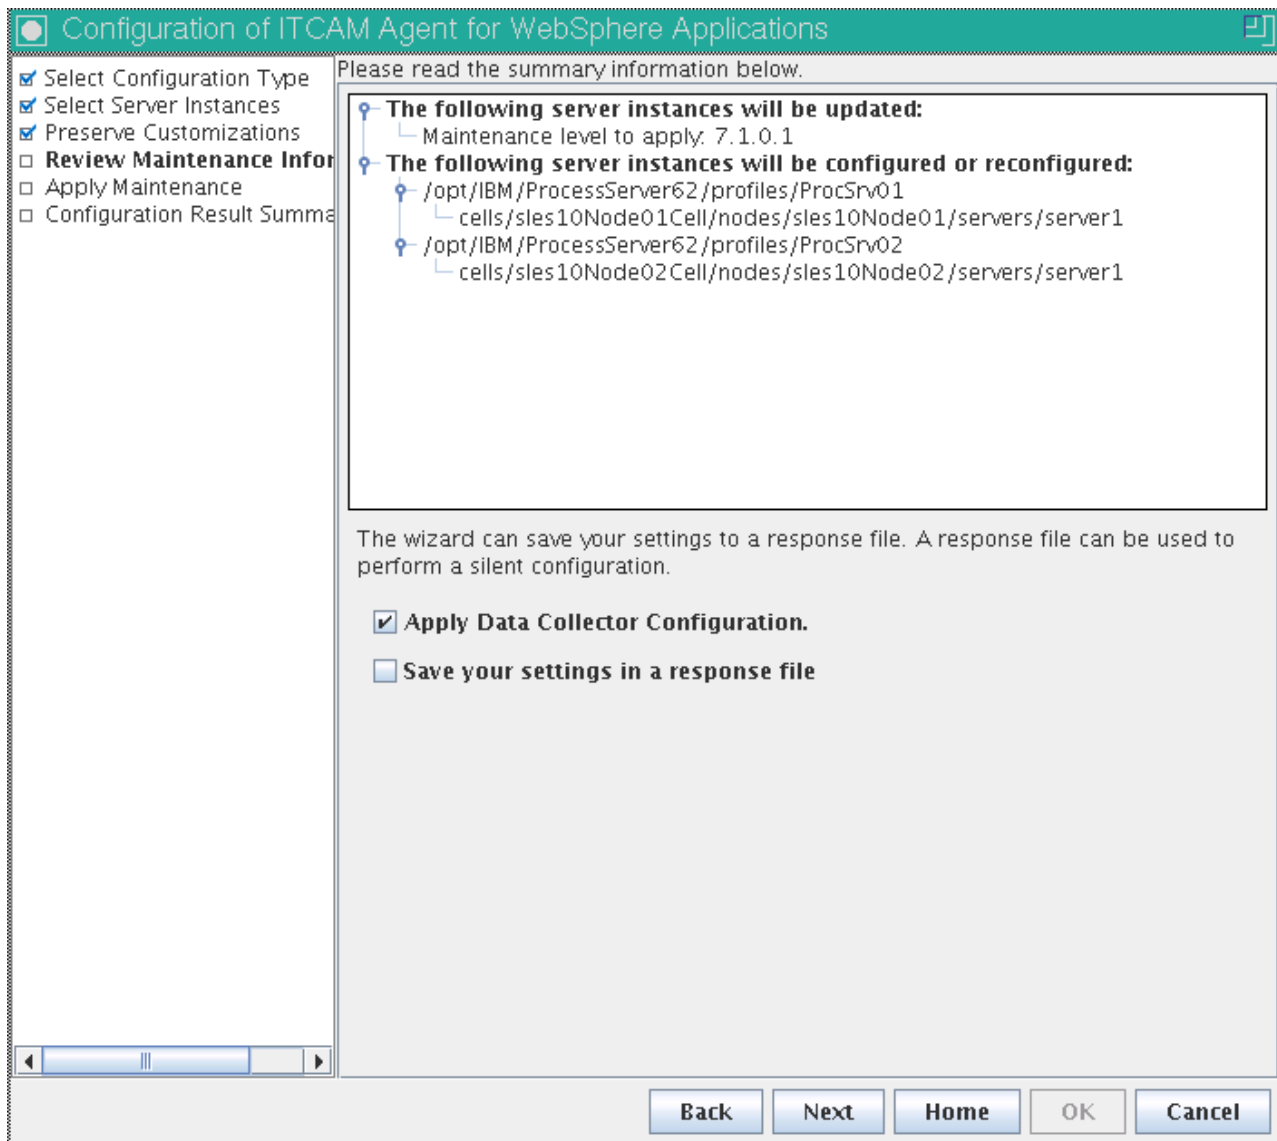 Configuration of ITCAM Agent for WebSphere Applications
Select Configuration Type
Select Server Instances
Preserve Customizations
Review Maintenance Infor
Apply Maintenance
Configuration Result Summa
Please read the summary information below.
The following server instances will be updated:
Maintenance level to apply: 7.1.0.1
The following server instances will be configured or reconfigured:
/opt/IBM/ProcessServer62/profiles/ProcSrv01
cells/sles10Node01Cell/nodes/sles10Node01/servers/server1
/opt/IBM/ProcessServer62/profiles/ProcSrv02
cells/sles10Node02Cell/nodes/sles10Node02/servers/server1
The wizard can save your settings to a response file. A response file can be used to
perform a silent configuration.
Apply Data Collector Configuration.
Save your settings in a response file
Back Next Home OK Cancel